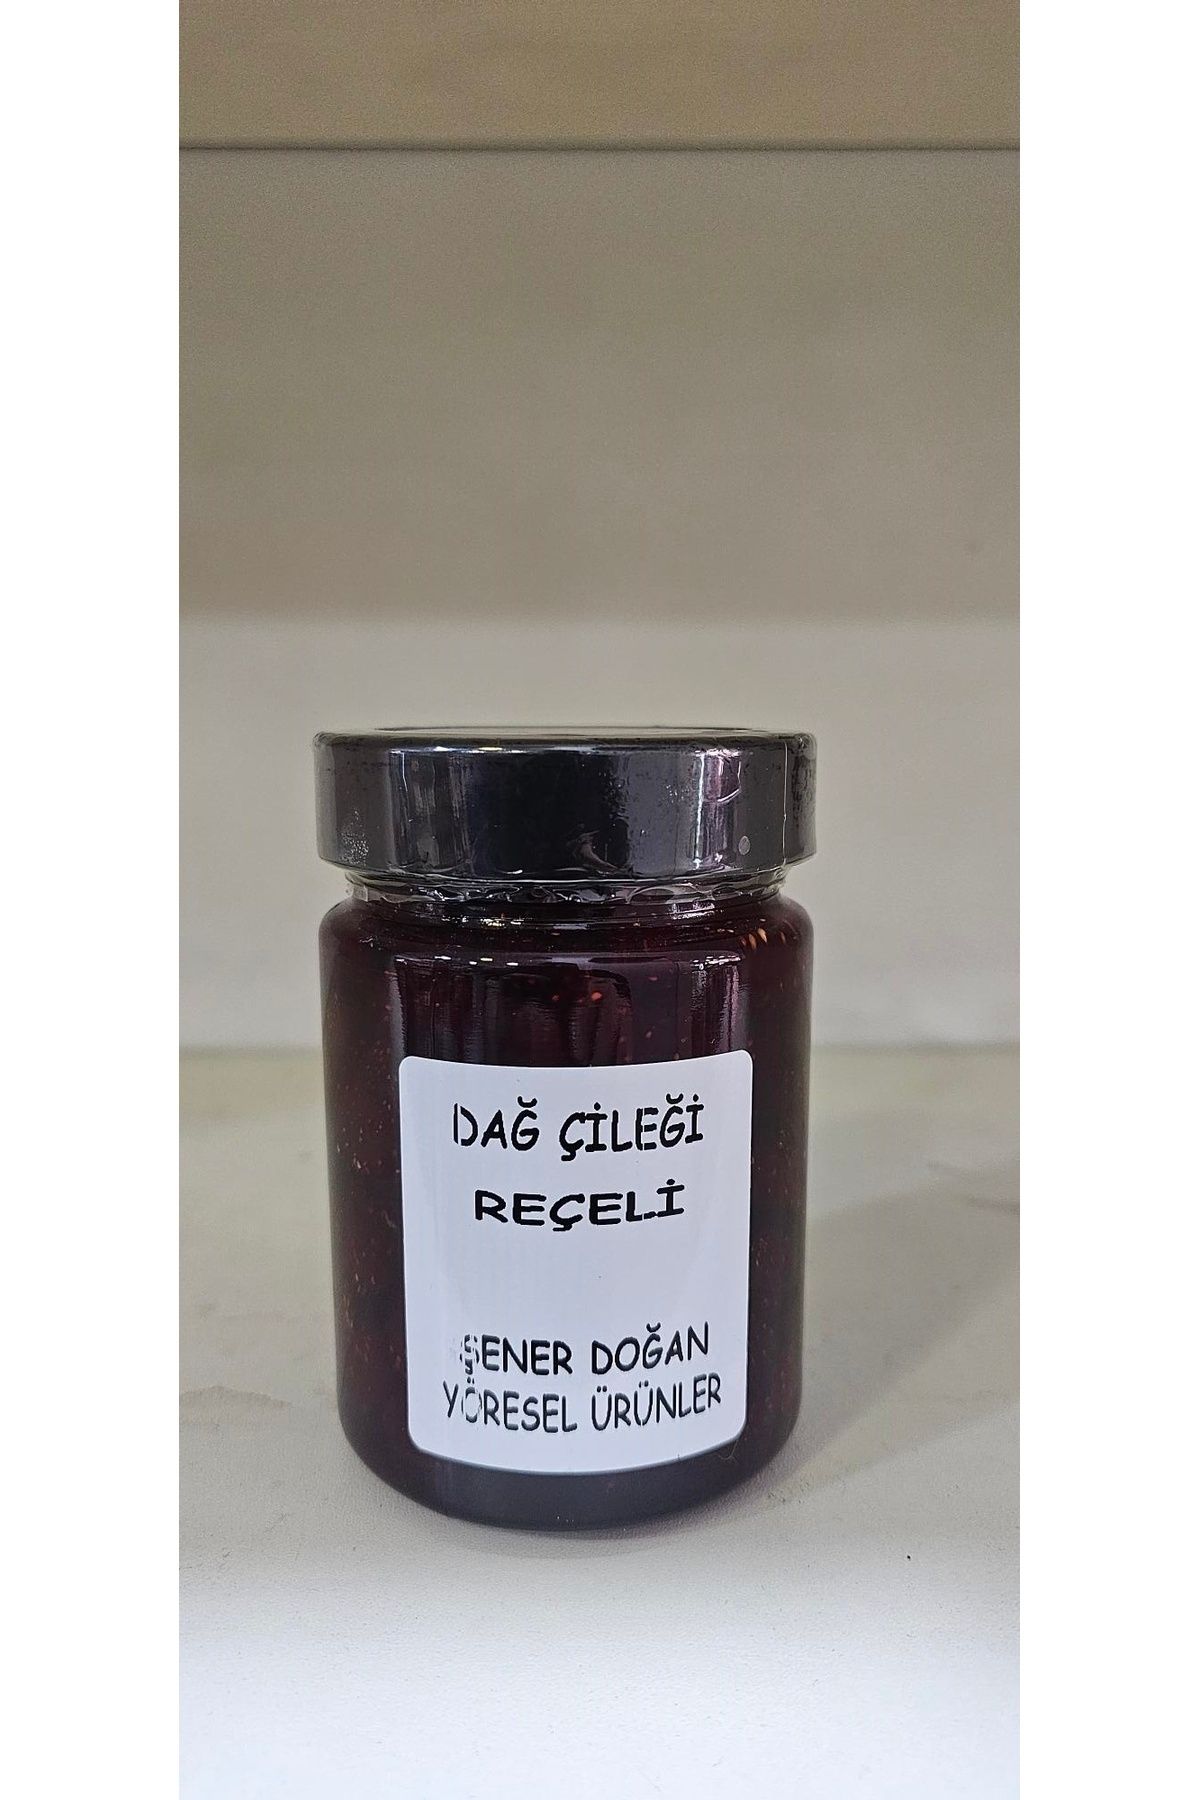 DAĞ ÇİLEĞİ
REÇELİ
ŞENER DOĞAN
YÖRESEL ÜRÜNLER